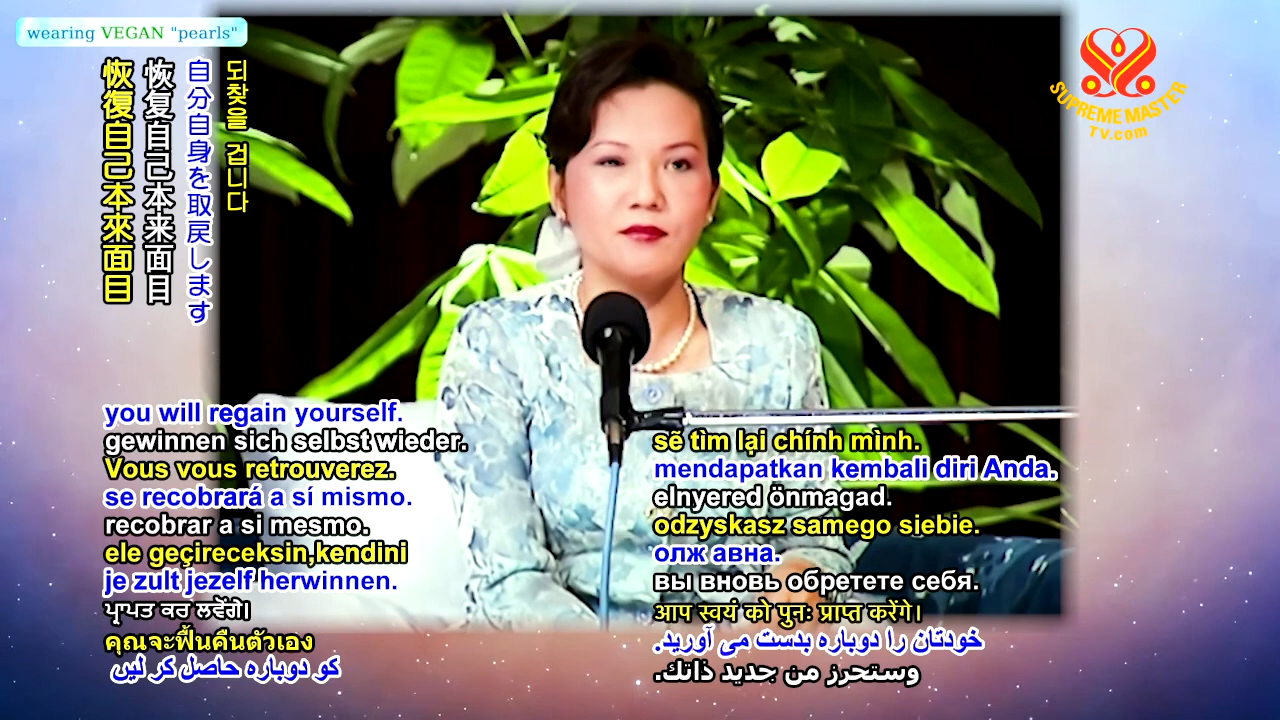 wearing VEGAN "pearls"
SUPREME MASTER
TV.com
되찾을 겁니다
自分自身を取戻します
恢复自己本来面目
恢復自己本來面目
you will regain yourself.
gewinnen sich selbst wieder.
Vous vous retrouverez.
se recobrará a sí mismo.
recobrar a si mesmo.
ele geçireceksin,kendini
je zult jezelf herwinnen.
ਪ੍ਰਾਪਤ ਕਰ ਲਵੋਂਗੇ।
คุณจะฟื้นคืนตัวเอง
کو دوبارہ حاصل کر لیں
sẽ tìm lại chính mình.
mendapatkan kembali diri Anda.
elnyered önmagad.
odzyskasz samego siebie.
олж авна.
вы вновь обретете себя.
आप स्वयं को पुनः प्राप्त करेंगे।
خودتان را دوباره بدست می آورید.
وستحرز من جديد ذاتك.